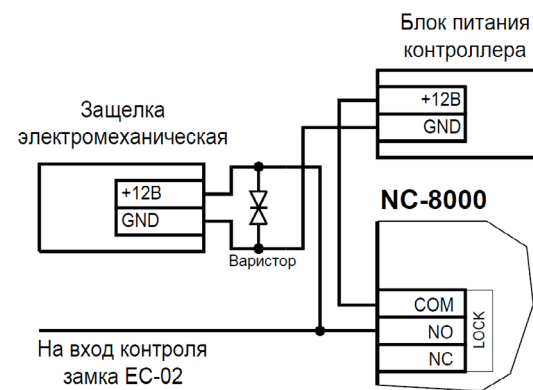 Блок питания
контроллера
+12В
GND
Защелка
электромеханическая
+12В
GND
Варистор
NC-8000
COM
NO
NC
LOCK
На вход контроля
замка ЕС-02